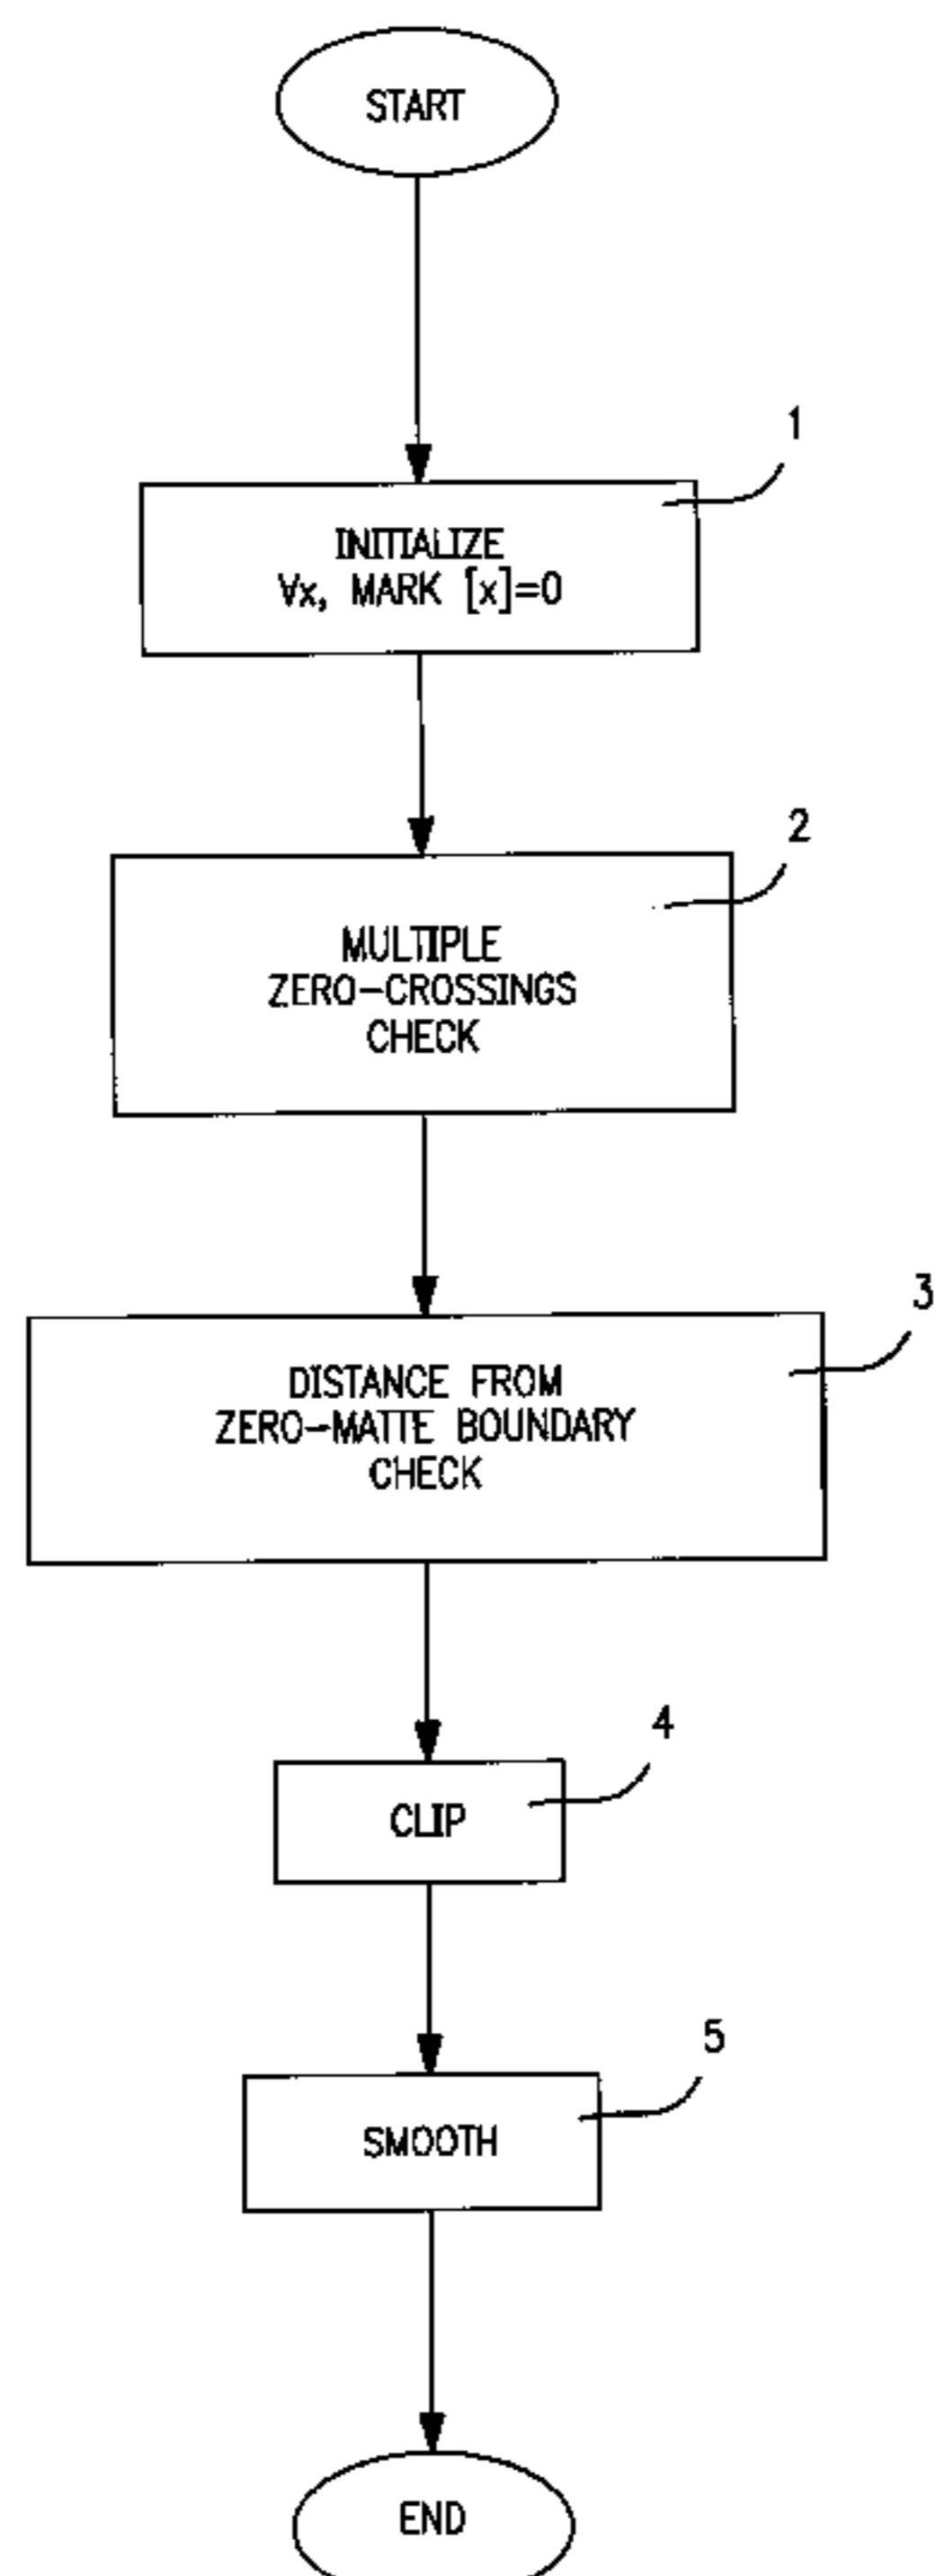 START
1
INITIALIZE
∀x, MARK [x]=0
2
MULTIPLE
ZERO-CROSSINGS
CHECK
3
DISTANCE FROM
ZERO-MATTE BOUNDARY
CHECK
4
CLIP
5
SMOOTH
END